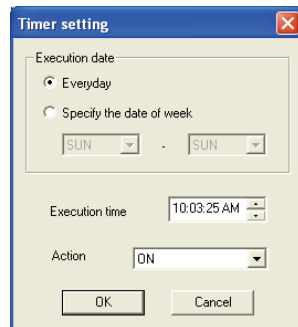 Timer setting
Execution date
Everyday
Specify the date of week
SUN - SUN
Execution time 10:03:25 AM
Action ON
OK Cancel